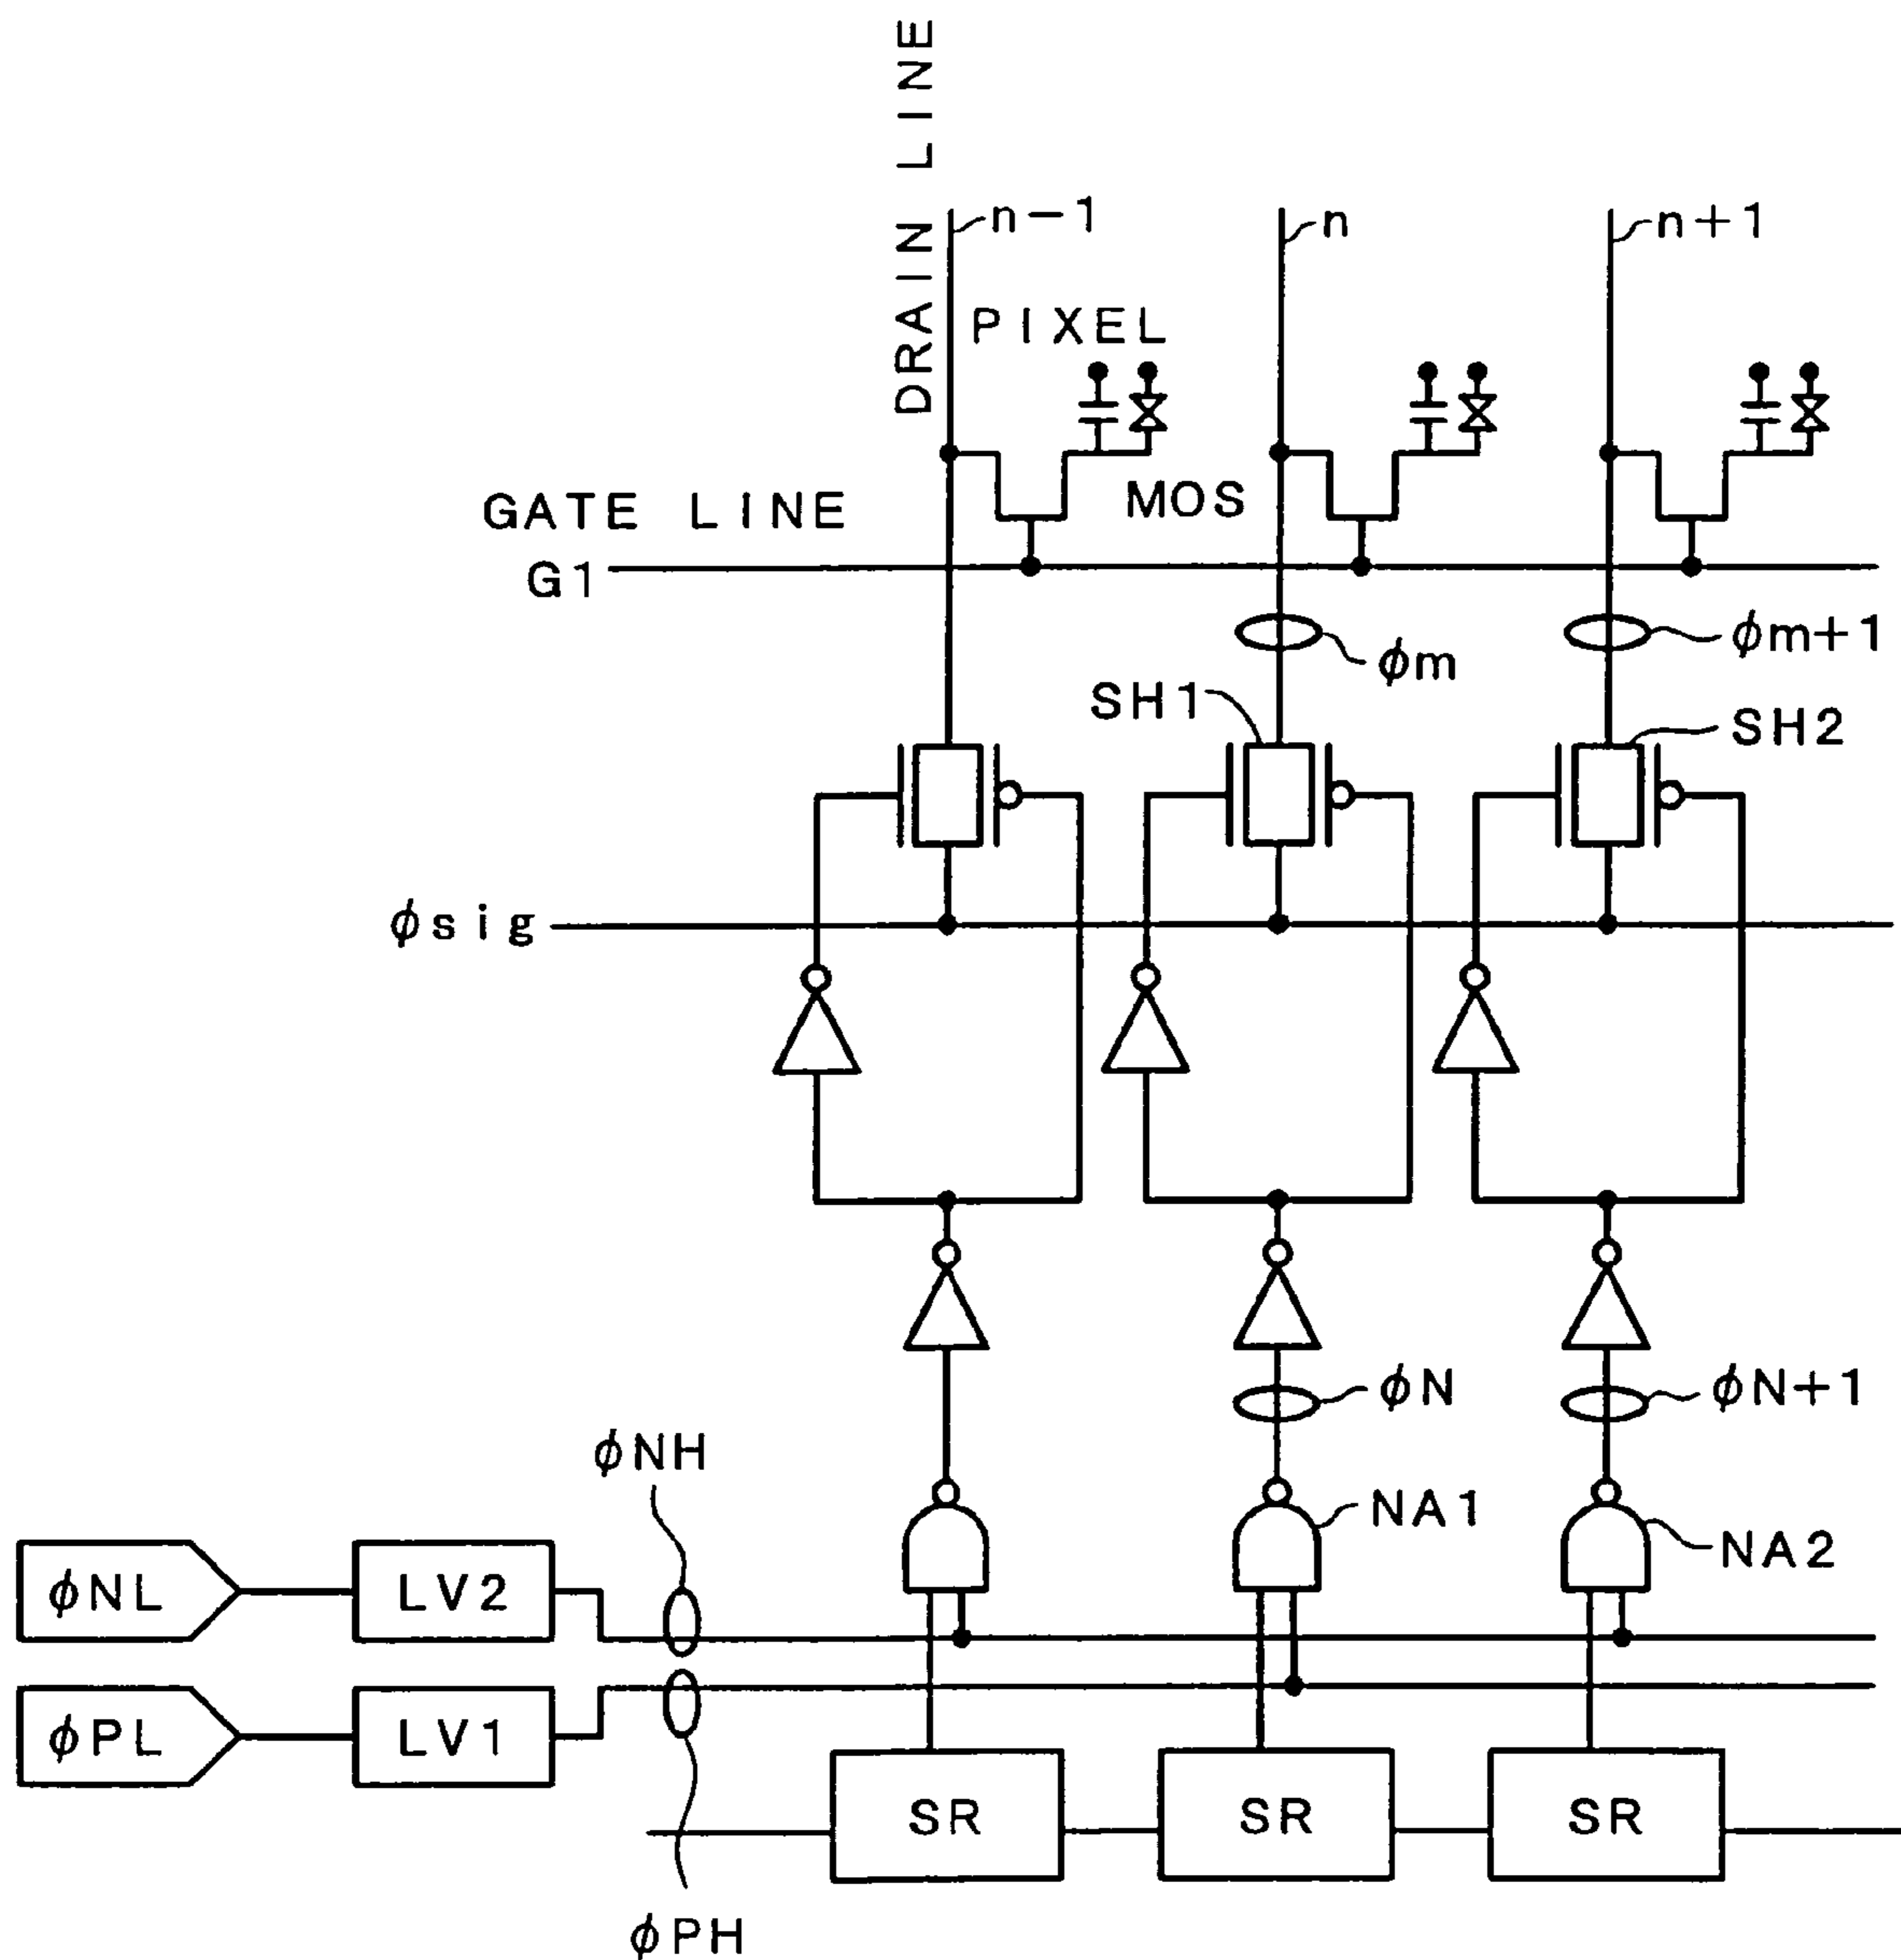 DRAIN LINE
n-1
n
n+1
PIXEL
GATE LINE
MOS
G1
ϕm
ϕm+1
SH1
SH2
ϕsig
ϕN
ϕN+1
ϕNH
NA1
NA2
ϕNL
LV2
ϕPL
LV1
SR
SR
SR
ϕPH